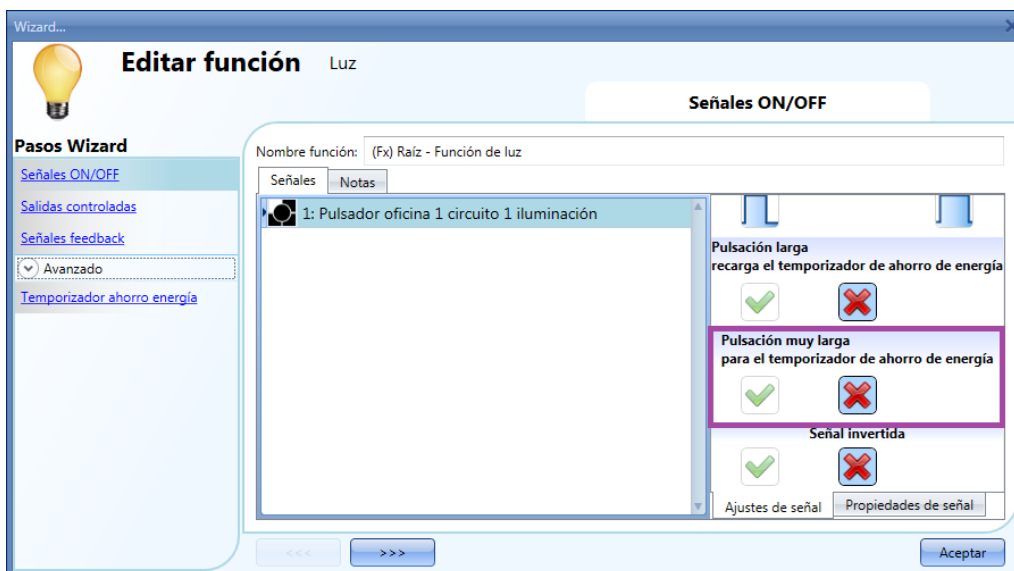 Wizard...
Editar función Luz
Señales ON/OFF
Pasos Wizard
Señales ON/OFF
Salidas controladas
Señales feedback
Avanzado
Temporizador ahorro energía
Nombre función: (Fx) Raíz - Función de luz
Señales Notas
1: Pulsador oficina 1 circuito 1 iluminación
Pulsación larga
recarga el temporizador de ahorro de energía
Pulsación muy larga
para el temporizador de ahorro de energía
Señal invertida
Ajustes de señal Propiedades de señal
<<< >>> Aceptar